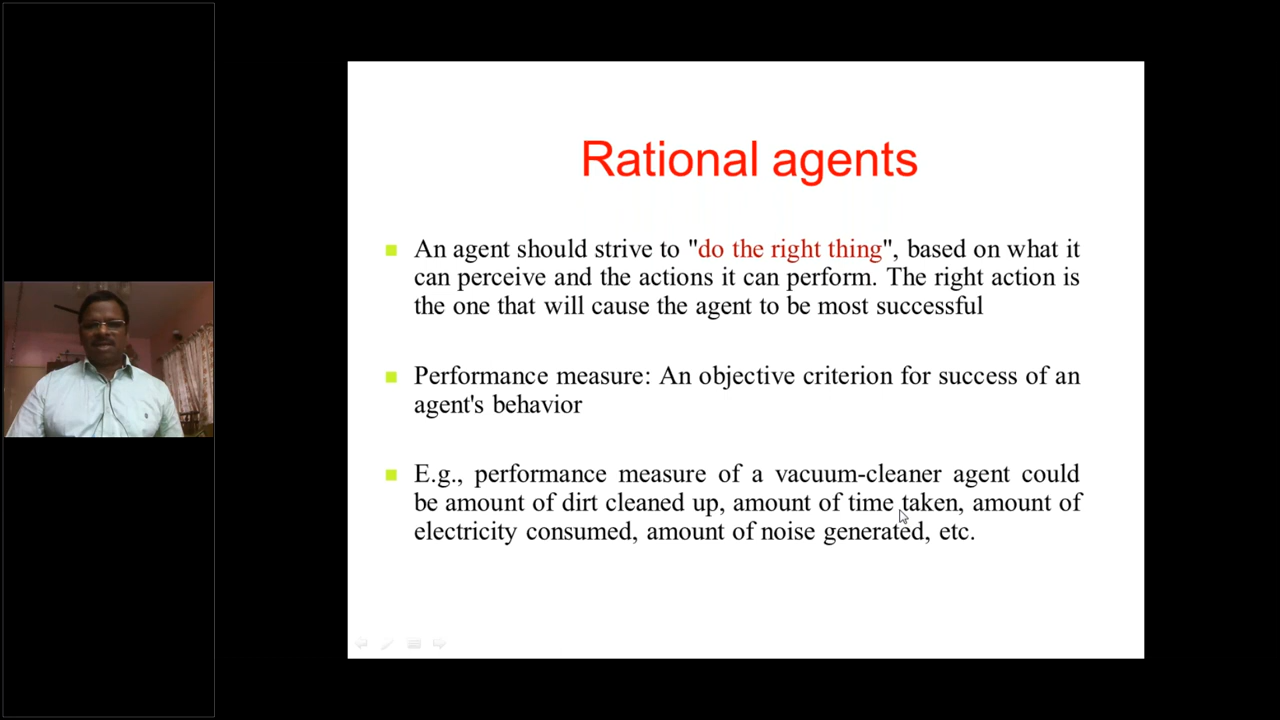 Rational agents
An agent should strive to "do the right thing", based on what it
can perceive and the actions it can perform. The right action is
the one that will cause the agent to be most successful
Performance measure: An objective criterion for success of an
agent's behavior
E.g., performance measure of a vacuum-cleaner agent could
be amount of dirt cleaned up, amount of time taken, amount of
electricity consumed, amount of noise generated, etc.